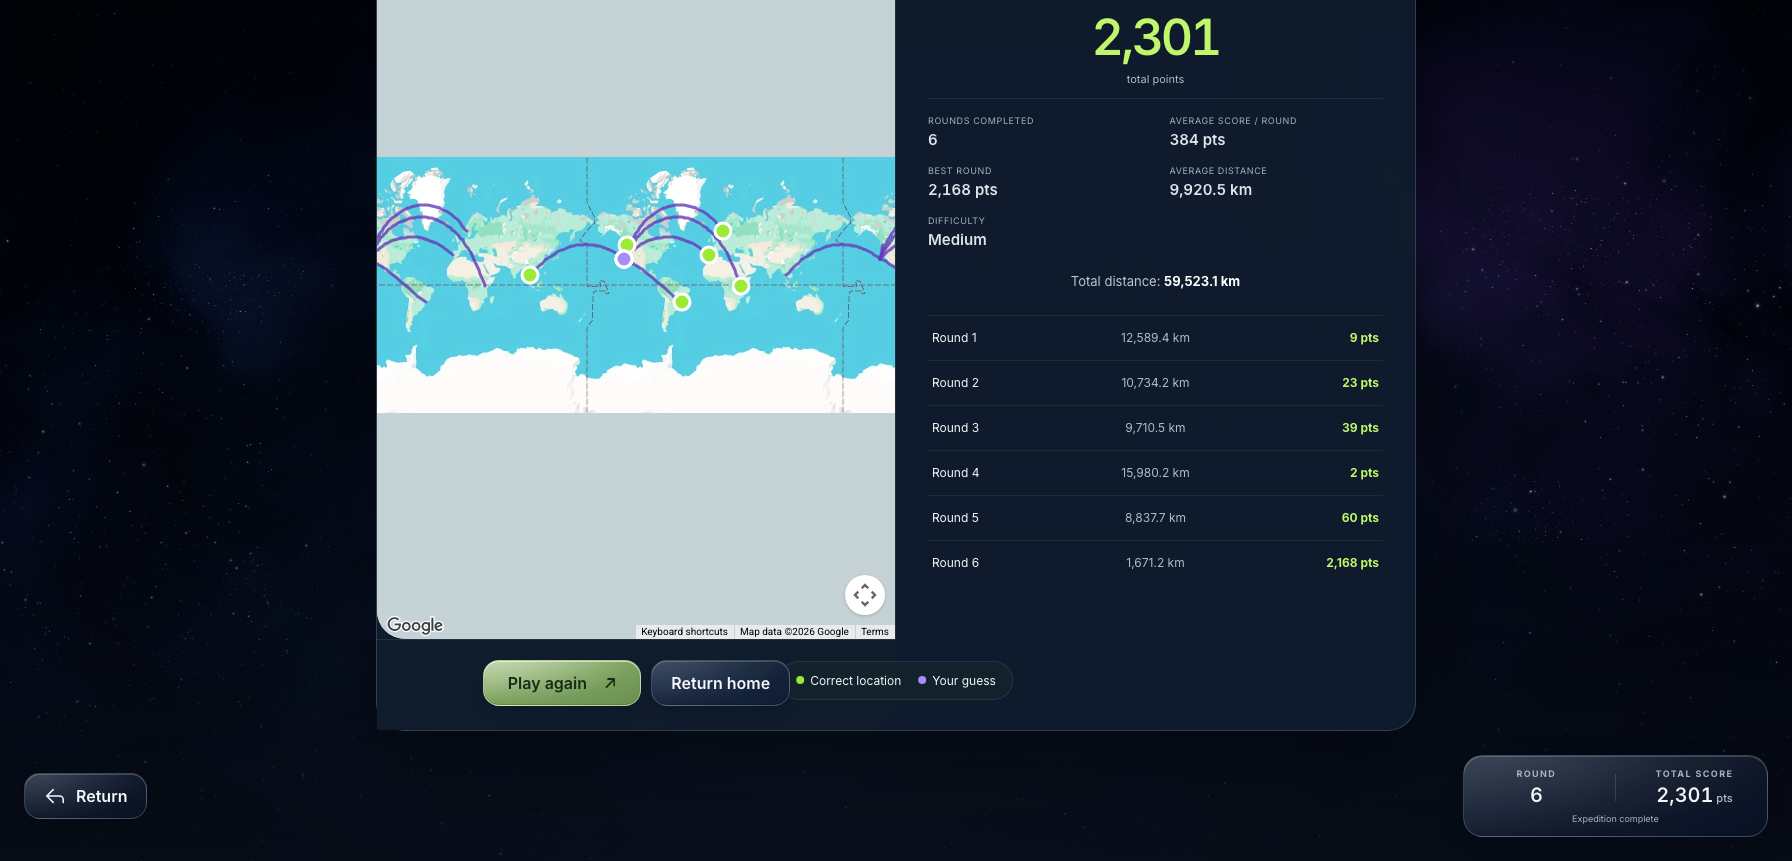 2,301
total points
ROUNDS COMPLETED
6
AVERAGE SCORE / ROUND
384 pts
BEST ROUND
2,168 pts
AVERAGE DISTANCE
9,920.5 km
DIFFICULTY
Medium
Total distance: 59,523.1 km
Round 1 12,589.4 km 9 pts
Round 2 10,734.2 km 23 pts
Round 3 9,710.5 km 39 pts
Round 4 15,980.2 km 2 pts
Round 5 8,837.7 km 60 pts
Round 6 1,671.2 km 2,168 pts
Google
Keyboard shortcuts Map data ©2026 Google Terms
Play again
Return home
Correct location Your guess
Return
ROUND
6
TOTAL SCORE
2,301 pts
Expedition complete